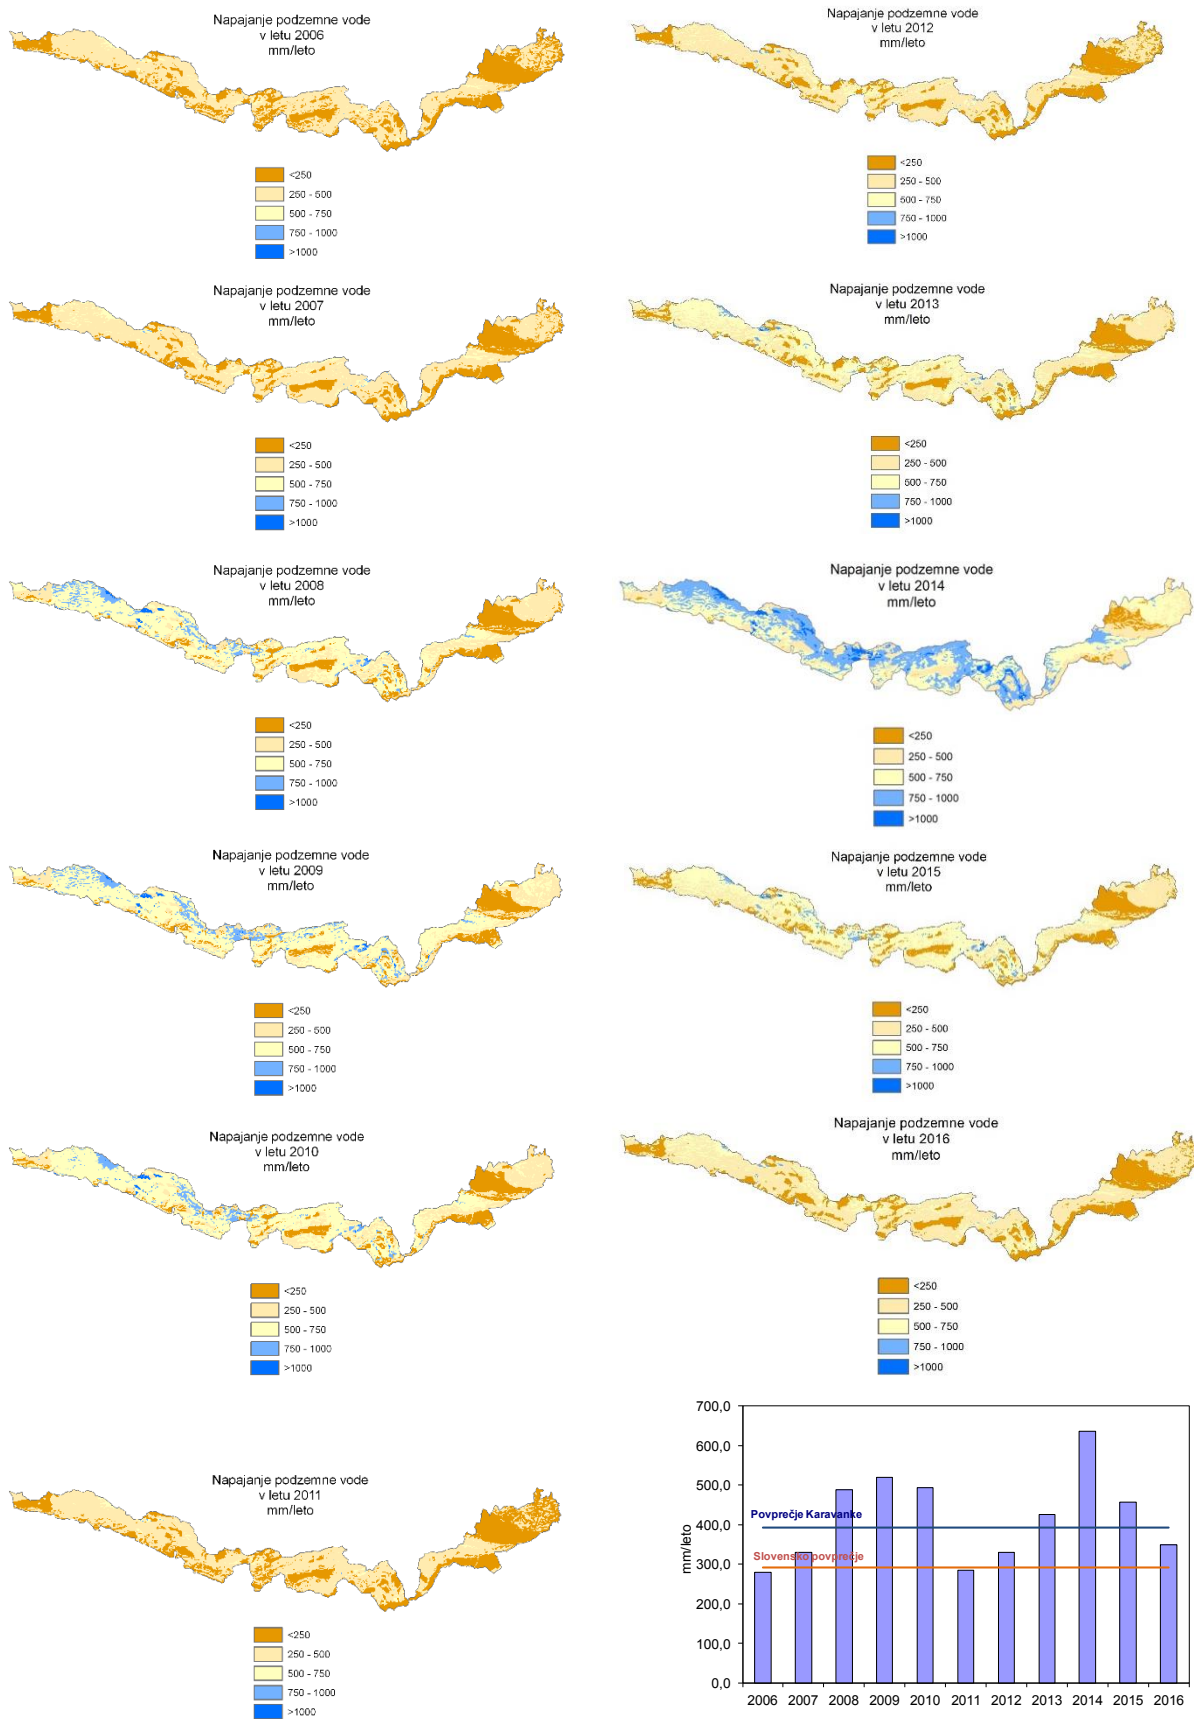 Napajanje podzemne vode
v letu 2006
mm/leto
<250
250 - 500
500 - 750
750 - 1000
>1000
Napajanje podzemne vode
v letu 2012
mm/leto
<250
250 - 500
500 - 750
750 - 1000
>1000
Napajanje podzemne vode
v letu 2007
mm/leto
<250
250 - 500
500 - 750
750 - 1000
>1000
Napajanje podzemne vode
v letu 2013
mm/leto
<250
250 - 500
500 - 750
750 - 1000
>1000
Napajanje podzemne vode
v letu 2008
mm/leto
<250
250 - 500
500 - 750
750 - 1000
>1000
Napajanje podzemne vode
v letu 2014
mm/leto
<250
250 - 500
500 - 750
750 - 1000
>1000
Napajanje podzemne vode
v letu 2009
mm/leto
<250
250 - 500
500 - 750
750 - 1000
>1000
Napajanje podzemne vode
v letu 2015
mm/leto
<250
250 - 500
500 - 750
750 - 1000
>1000
Napajanje podzemne vode
v letu 2010
mm/leto
<250
250 - 500
500 - 750
750 - 1000
>1000
Napajanje podzemne vode
v letu 2016
mm/leto
<250
250 - 500
500 - 750
750 - 1000
>1000
Napajanje podzemne vode
v letu 2011
mm/leto
<250
250 - 500
500 - 750
750 - 1000
>1000
700,0
600,0
500,0
400,0
300,0
200,0
100,0
0,0
mm/leto
Povprečje Karavanke
Slovensko povprečje
2006 2007 2008 2009 2010 2011 2012 2013 2014 2015 2016